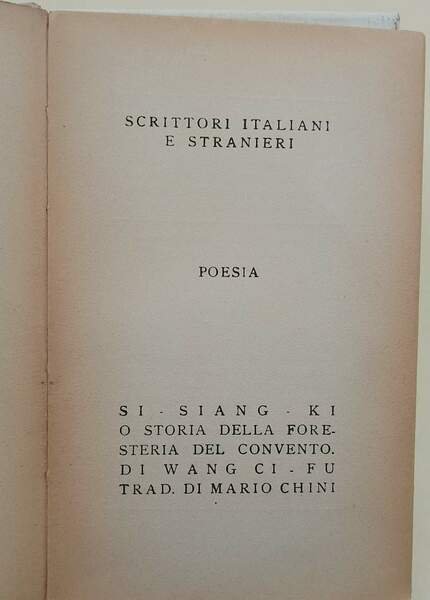 SCRITTORI ITALIANI
E STRANIERI
POESIA
SI - SIANG - KI
O STORIA DELLA FORE-
STERIA DEL CONVENTO.
DI WANG CI - FU
TRAD. DI MARIO CHINI